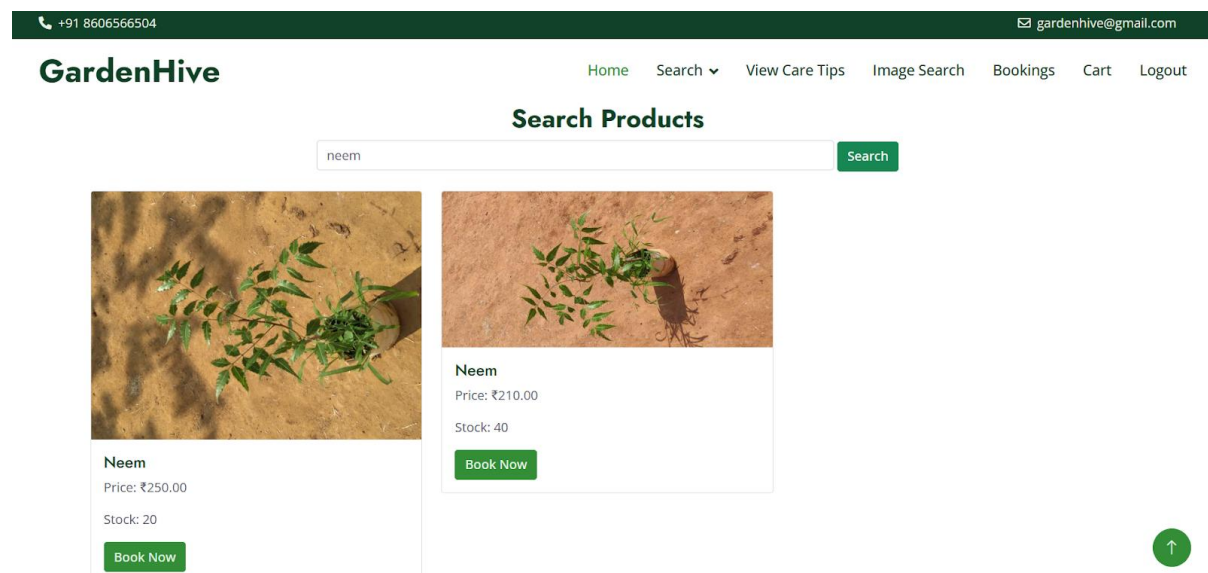 +91 8606566504
gardenhive@gmail.com
GardenHive
Home Search View Care Tips Image Search Bookings Cart Logout
Search Products
neem
Search
Neem
Price: ₹250.00
Stock: 20
Book Now
Neem
Price: ₹210.00
Stock: 40
Book Now